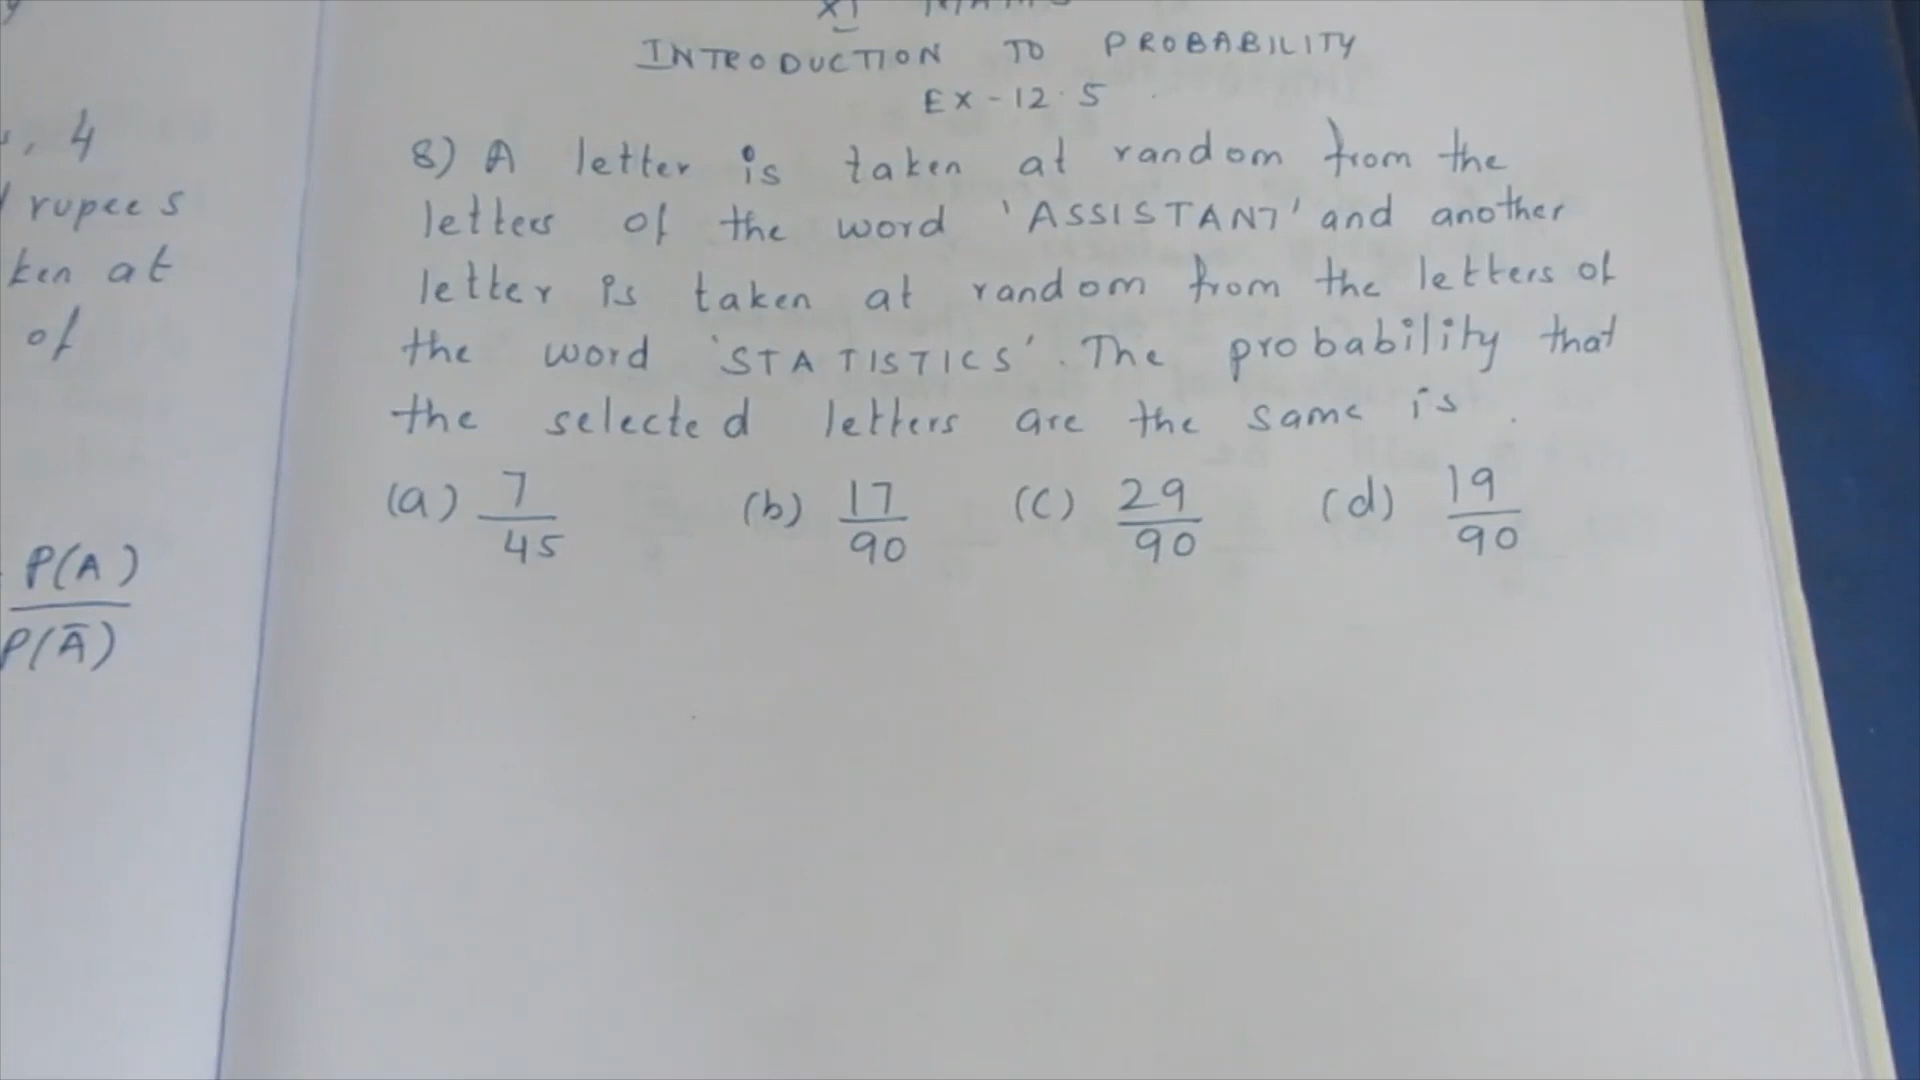 , 4
rupees
ken at
of
P(A)
P(Ā)
XI
INTRODUCTION TO PROBABILITY
EX - 12.5
8) A letter is taken at random from the
letters of the word 'ASSISTANT' and another
letter is taken at random from the letters of
the word 'STATISTICS'. The probability that
the selected letters are the same is .
(a) 7/45 (b) 17/90 (c) 29/90 (d) 19/90